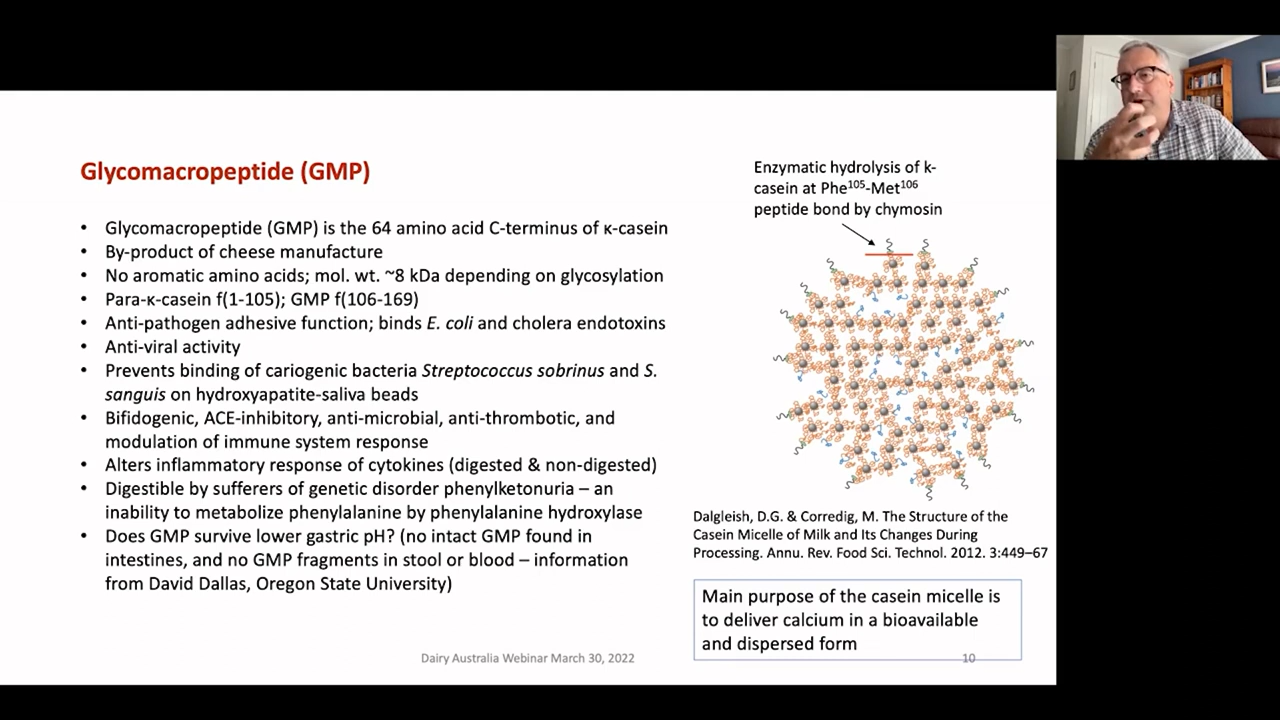 Glycomacropeptide (GMP)
• Glycomacropeptide (GMP) is the 64 amino acid C-terminus of κ-casein
• By-product of cheese manufacture
• No aromatic amino acids; mol. wt. ~8 kDa depending on glycosylation
• Para-κ-casein f(1-105); GMP f(106-169)
• Anti-pathogen adhesive function; binds E. coli and cholera endotoxins
• Anti-viral activity
• Prevents binding of cariogenic bacteria Streptococcus sobrinus and S.
sanguis on hydroxyapatite-saliva beads
• Bifidogenic, ACE-inhibitory, anti-microbial, anti-thrombotic, and
modulation of immune system response
• Alters inflammatory response of cytokines (digested & non-digested)
• Digestible by sufferers of genetic disorder phenylketonuria – an
inability to metabolize phenylalanine by phenylalanine hydroxylase
• Does GMP survive lower gastric pH? (no intact GMP found in
intestines, and no GMP fragments in stool or blood – information
from David Dallas, Oregon State University)
Enzymatic hydrolysis of k-
casein at Phe¹⁰⁵-Met¹⁰⁶
peptide bond by chymosin
Dalgleish, D.G. & Corredig, M. The Structure of the
Casein Micelle of Milk and Its Changes During
Processing. Annu. Rev. Food Sci. Technol. 2012. 3:449–67
Main purpose of the casein micelle is
to deliver calcium in a bioavailable
and dispersed form
Dairy Australia Webinar March 30, 2022
10